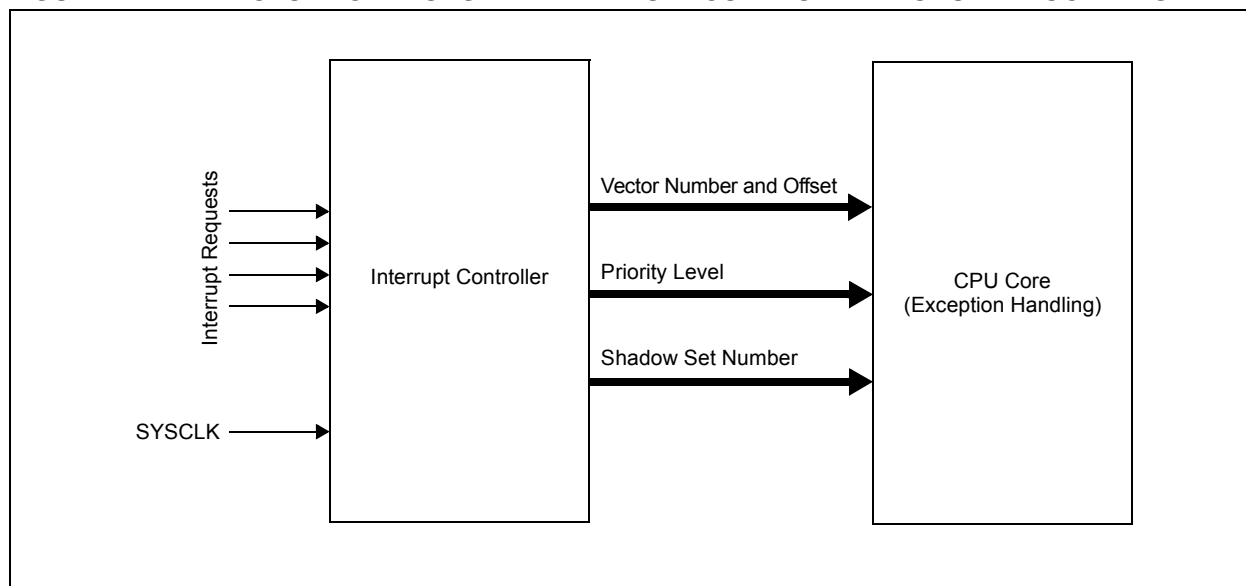 Interrupt Requests
SYSCLK
Interrupt Controller
Vector Number and Offset
Priority Level
Shadow Set Number
CPU Core
(Exception Handling)